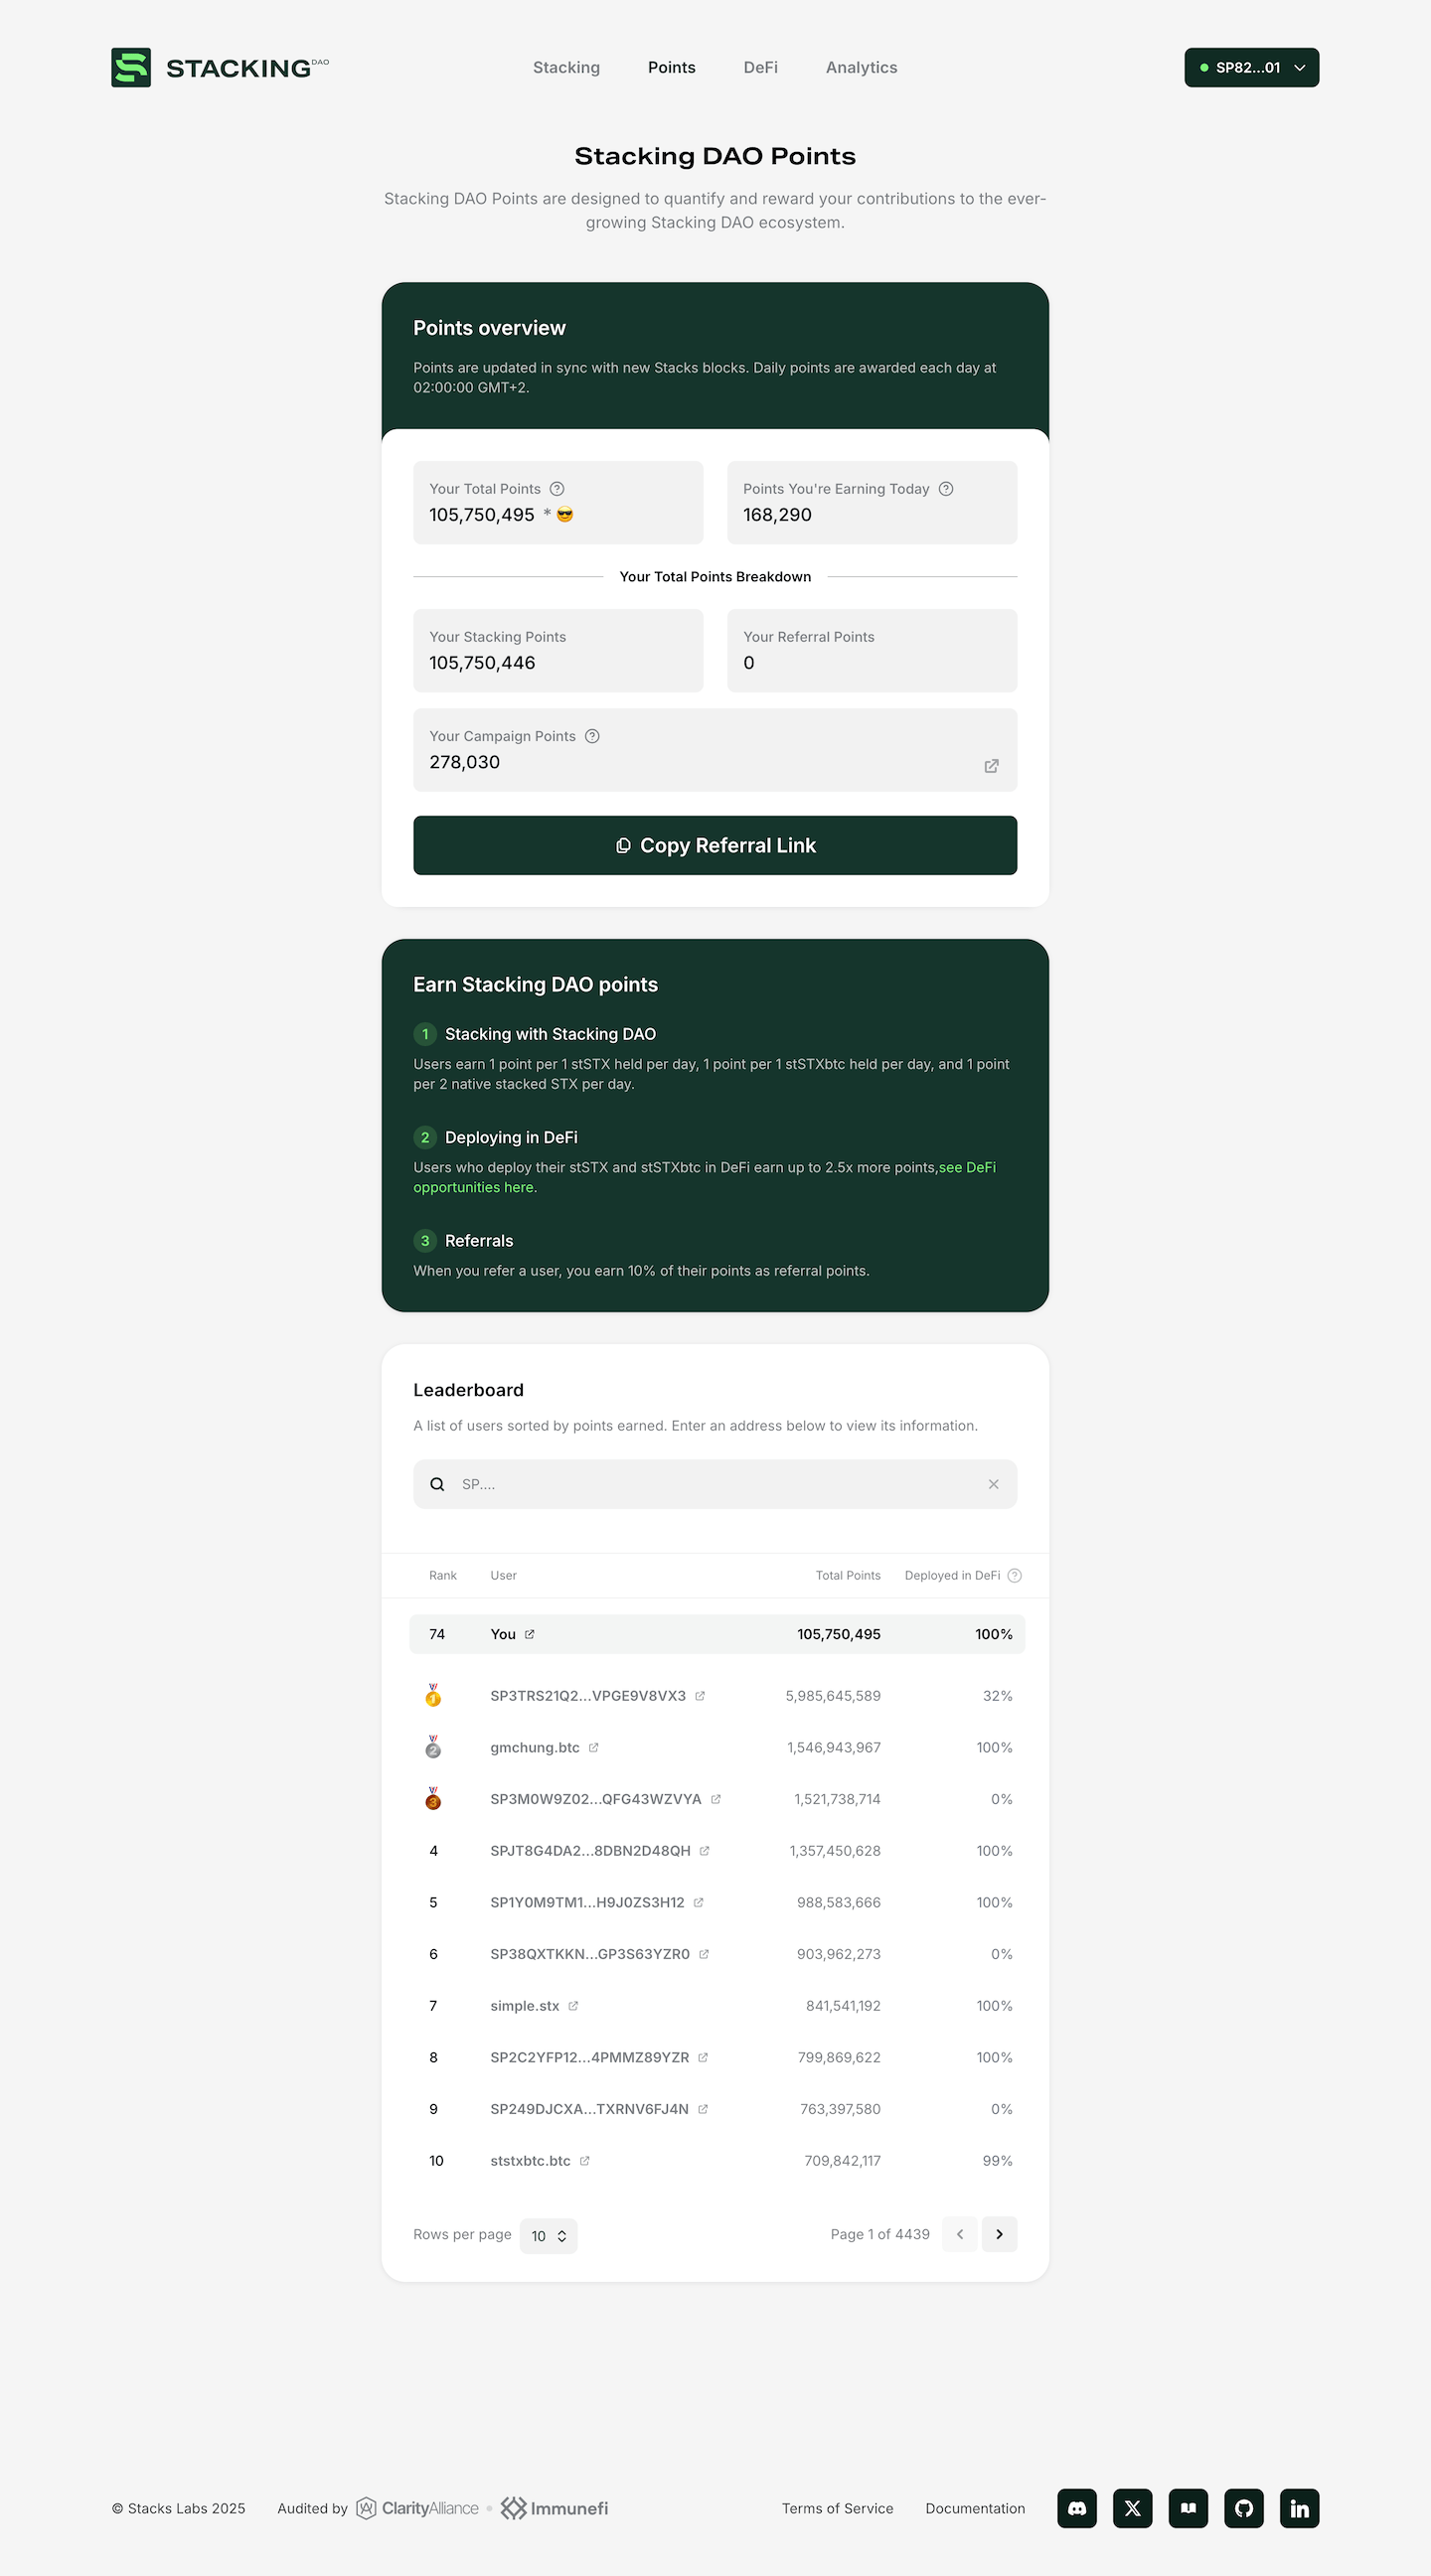 STACKING DAO
Stacking
Points
DeFi
Analytics
SP82...01
Stacking DAO Points
Stacking DAO Points are designed to quantify and reward your contributions to the ever-
growing Stacking DAO ecosystem.
Points overview
Points are updated in sync with new Stacks blocks. Daily points are awarded each day at
02:00:00 GMT+2.
Your Total Points
105,750,495 * 😎
Points You're Earning Today
168,290
Your Total Points Breakdown
Your Stacking Points
105,750,446
Your Referral Points
0
Your Campaign Points
278,030
Copy Referral Link
Earn Stacking DAO points
1 Stacking with Stacking DAO
Users earn 1 point per 1 stSTX held per day, 1 point per 1 stSTXbtc held per day, and 1 point
per 2 native stacked STX per day.
2 Deploying in DeFi
Users who deploy their stSTX and stSTXbtc in DeFi earn up to 2.5x more points,see DeFi
opportunities here.
3 Referrals
When you refer a user, you earn 10% of their points as referral points.
Leaderboard
A list of users sorted by points earned. Enter an address below to view its information.
SP....
Rank User Total Points Deployed in DeFi
74 You 105,750,495 100%
🥇 SP3TRS21Q2...VPGE9V8VX3 5,985,645,589 32%
🥈 gmchung.btc 1,546,943,967 100%
🥉 SP3M0W9Z02...QFG43WZVYA 1,521,738,714 0%
4 SPJT8G4DA2...8DBN2D48QH 1,357,450,628 100%
5 SP1Y0M9TM1...H9J0ZS3H12 988,583,666 100%
6 SP38QXTKKN...GP3S63YZR0 903,962,273 0%
7 simple.stx 841,541,192 100%
8 SP2C2YFP12...4PMMZ89YZR 799,869,622 100%
9 SP249DJCXA...TXRNV6FJ4N 763,397,580 0%
10 ststxbtc.btc 709,842,117 99%
Rows per page 10
Page 1 of 4439
© Stacks Labs 2025
Audited by ClarityAlliance • Immunefi
Terms of Service
Documentation